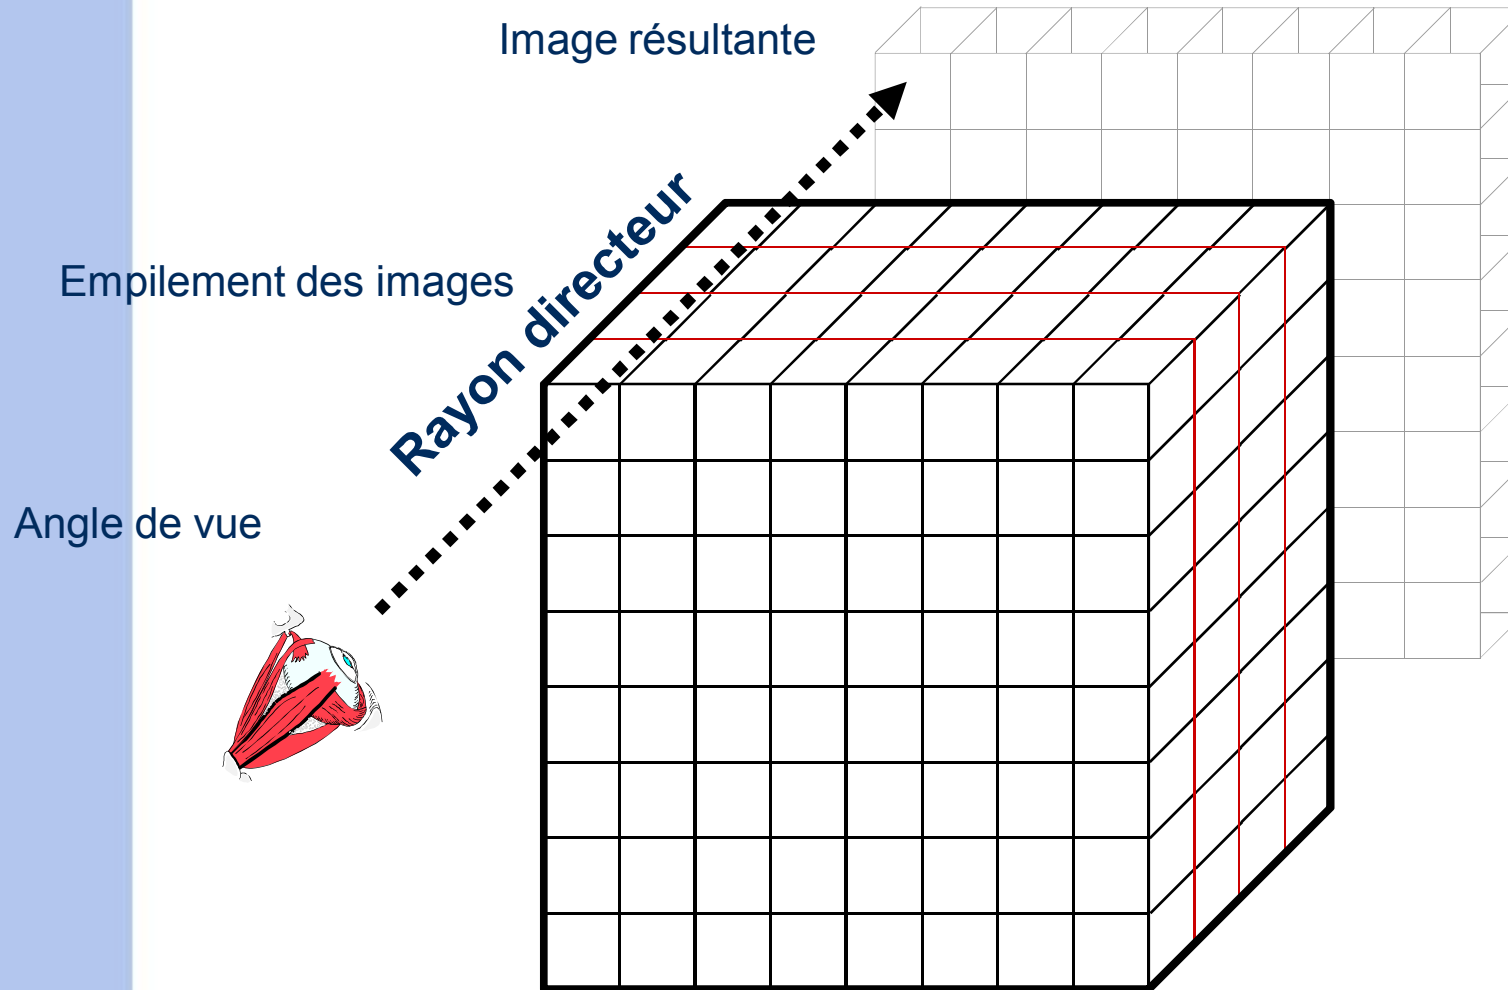 Image résultante
Rayon directeur
Empilement des images
Angle de vue